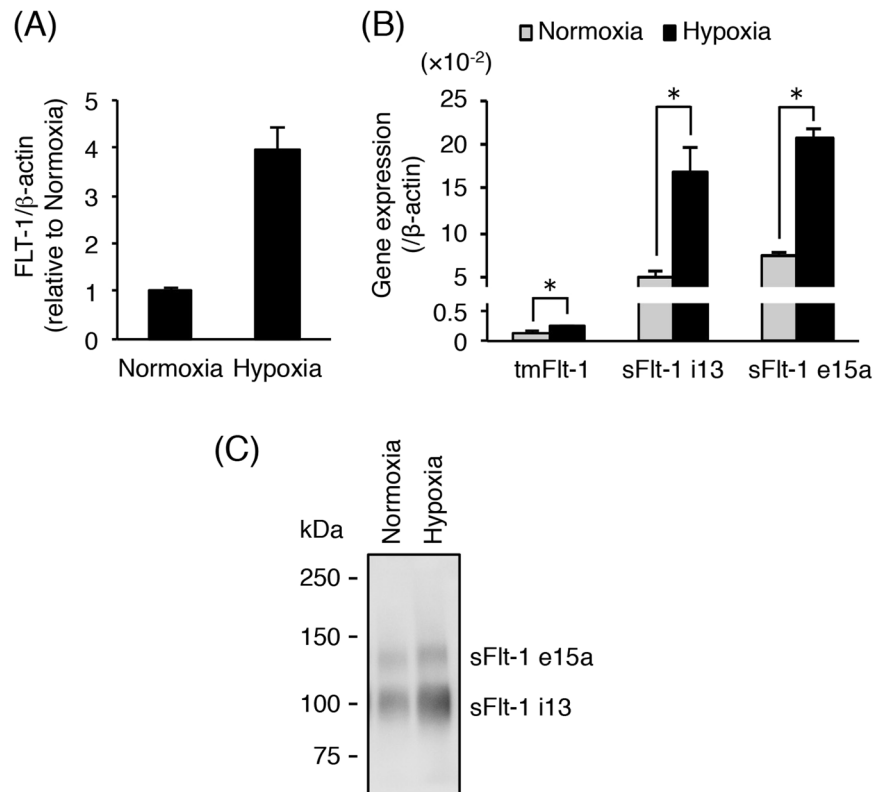 (A)
FLT-1/β-actin
(relative to Normoxia)
5
4
3
2
1
0
Normoxia Hypoxia
(B)
Normoxia Hypoxia
(×10⁻²)
Gene expression
(/β-actin)
25
20
15
10
5
0.5
0
*
*
*
tmFlt-1 sFlt-1 i13 sFlt-1 e15a
(C)
Normoxia
Hypoxia
kDa
250 -
150 -
100 -
75 -
sFlt-1 e15a
sFlt-1 i13